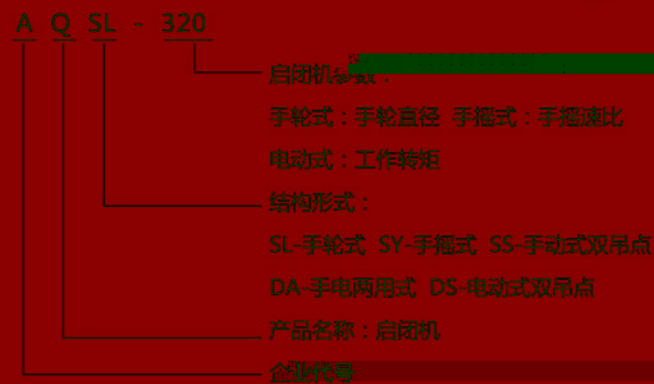 AQSL-320
启闭机参数：
手轮式：手轮直径 手摇式：手摇速比
电动式：工作转矩
结构形式：
SL-手轮式 SY-手摇式 SS-手动式双吊点
DA-手电两用式 DS-电动式双吊点
产品名称：启闭机
企业代号